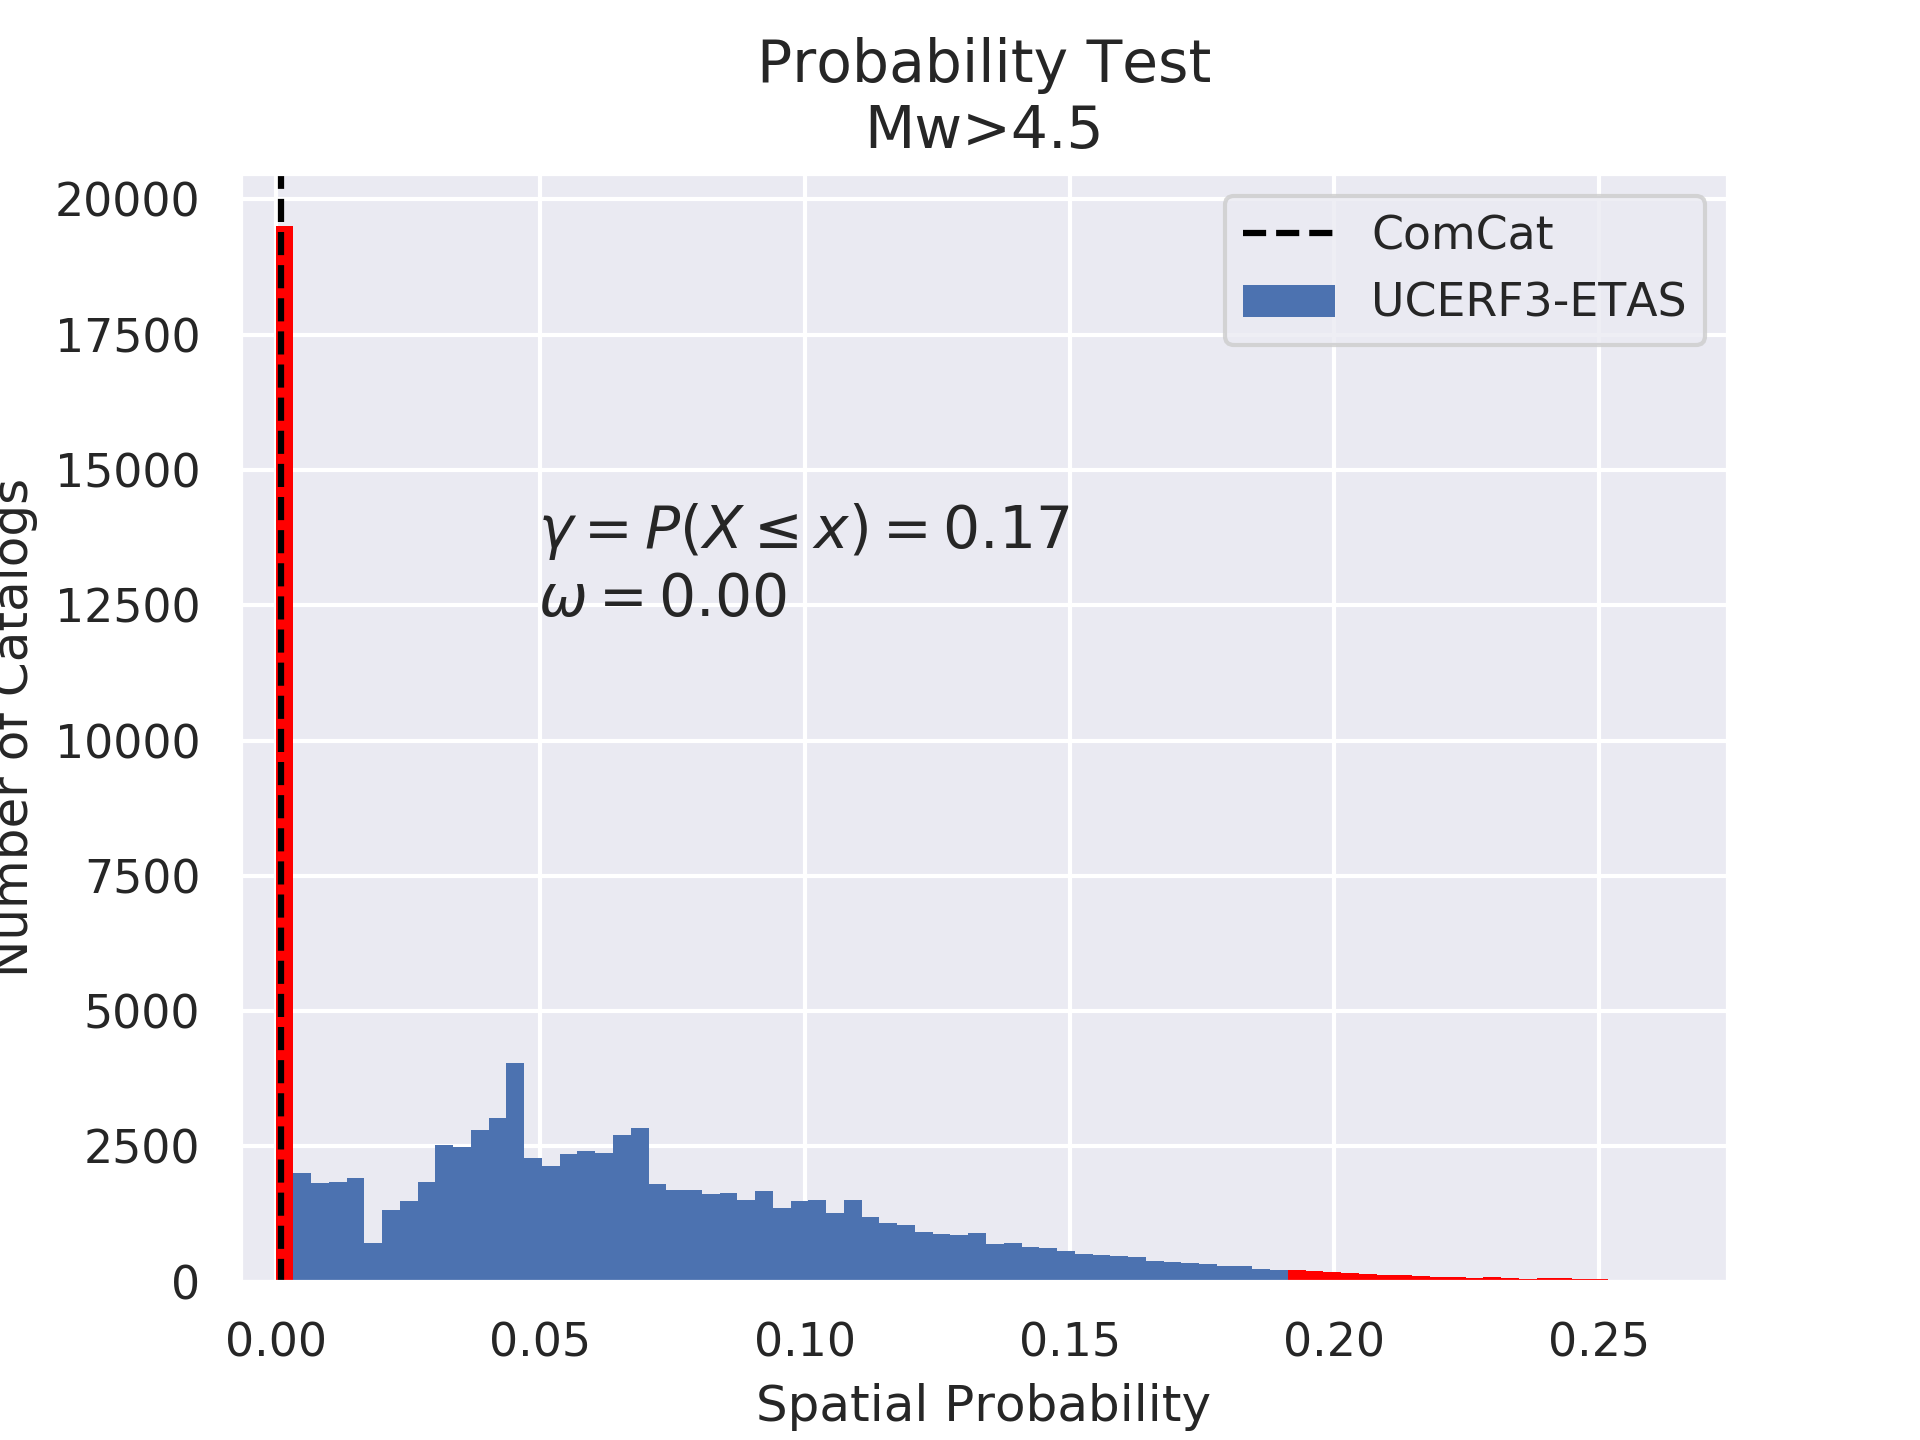 Probability Test
Mw>4.5
20000
17500
15000
12500
10000
7500
5000
2500
0
Number of Catalogs
ComCat
UCERF3-ETAS
γ = P(X ≤ x) = 0.17
ω = 0.00
0.00 0.05 0.10 0.15 0.20 0.25
Spatial Probability